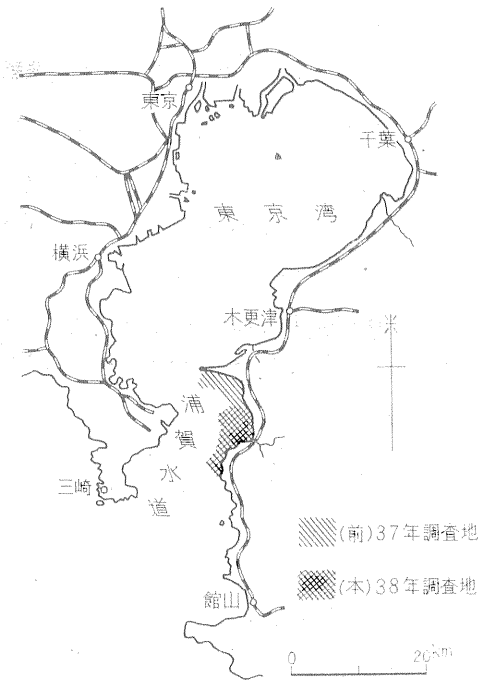 東京
千葉
東京湾
横浜
木更津
浦賀水道
三崎
(前)37年調査地
(本)38年調査地
館山
0 20km